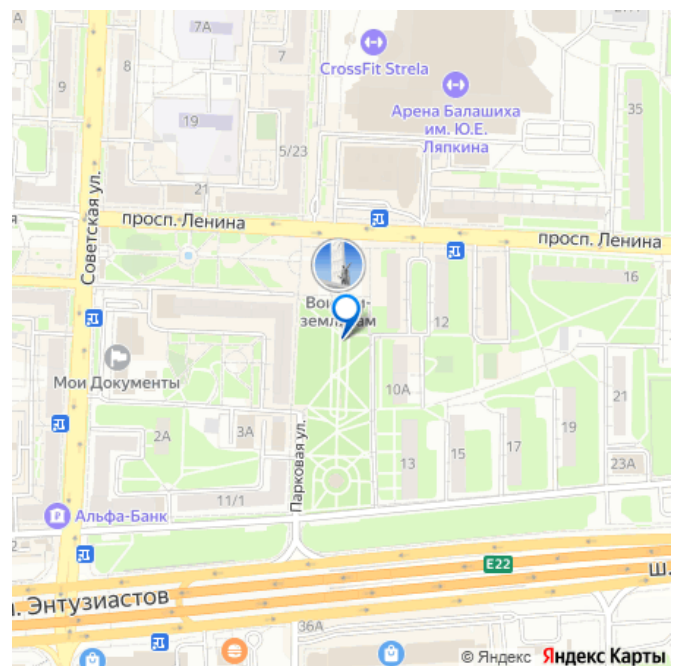 А
7А
8
7
9
CrossFit Strela
Арена Балашиха
им. Ю.Е.
Ляпкина
35
19
5/23
21
Советская ул.
просп. Ленина
просп. Ленина
16
12
Мои Документы
10А
21
2А
3А
19
17
15
13
23А
Парковая ул.
11/1
Альфа-Банк
E22
Энтузиастов
ш.
36А
© Яндекс Яндекс Карты